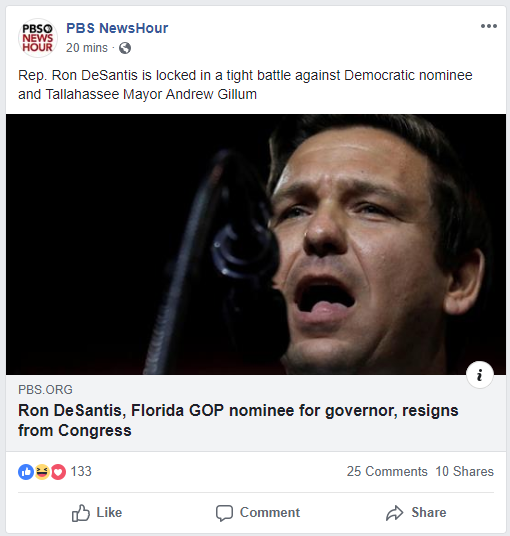 PBS
NEWS
HOUR
PBS NewsHour
20 mins ·
Rep. Ron DeSantis is locked in a tight battle against Democratic nominee
and Tallahassee Mayor Andrew Gillum
i
PBS.ORG
Ron DeSantis, Florida GOP nominee for governor, resigns
from Congress
133
25 Comments 10 Shares
Like
Comment
Share